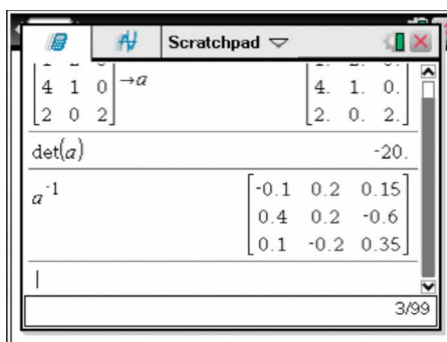 Scratchpad
4 1 0 →a 4. 1. 0.
2 0 2 2. 0. 2.
det(a) -20.
a⁻¹ -0.1 0.2 0.15
0.4 0.2 -0.6
0.1 -0.2 0.35
3/99